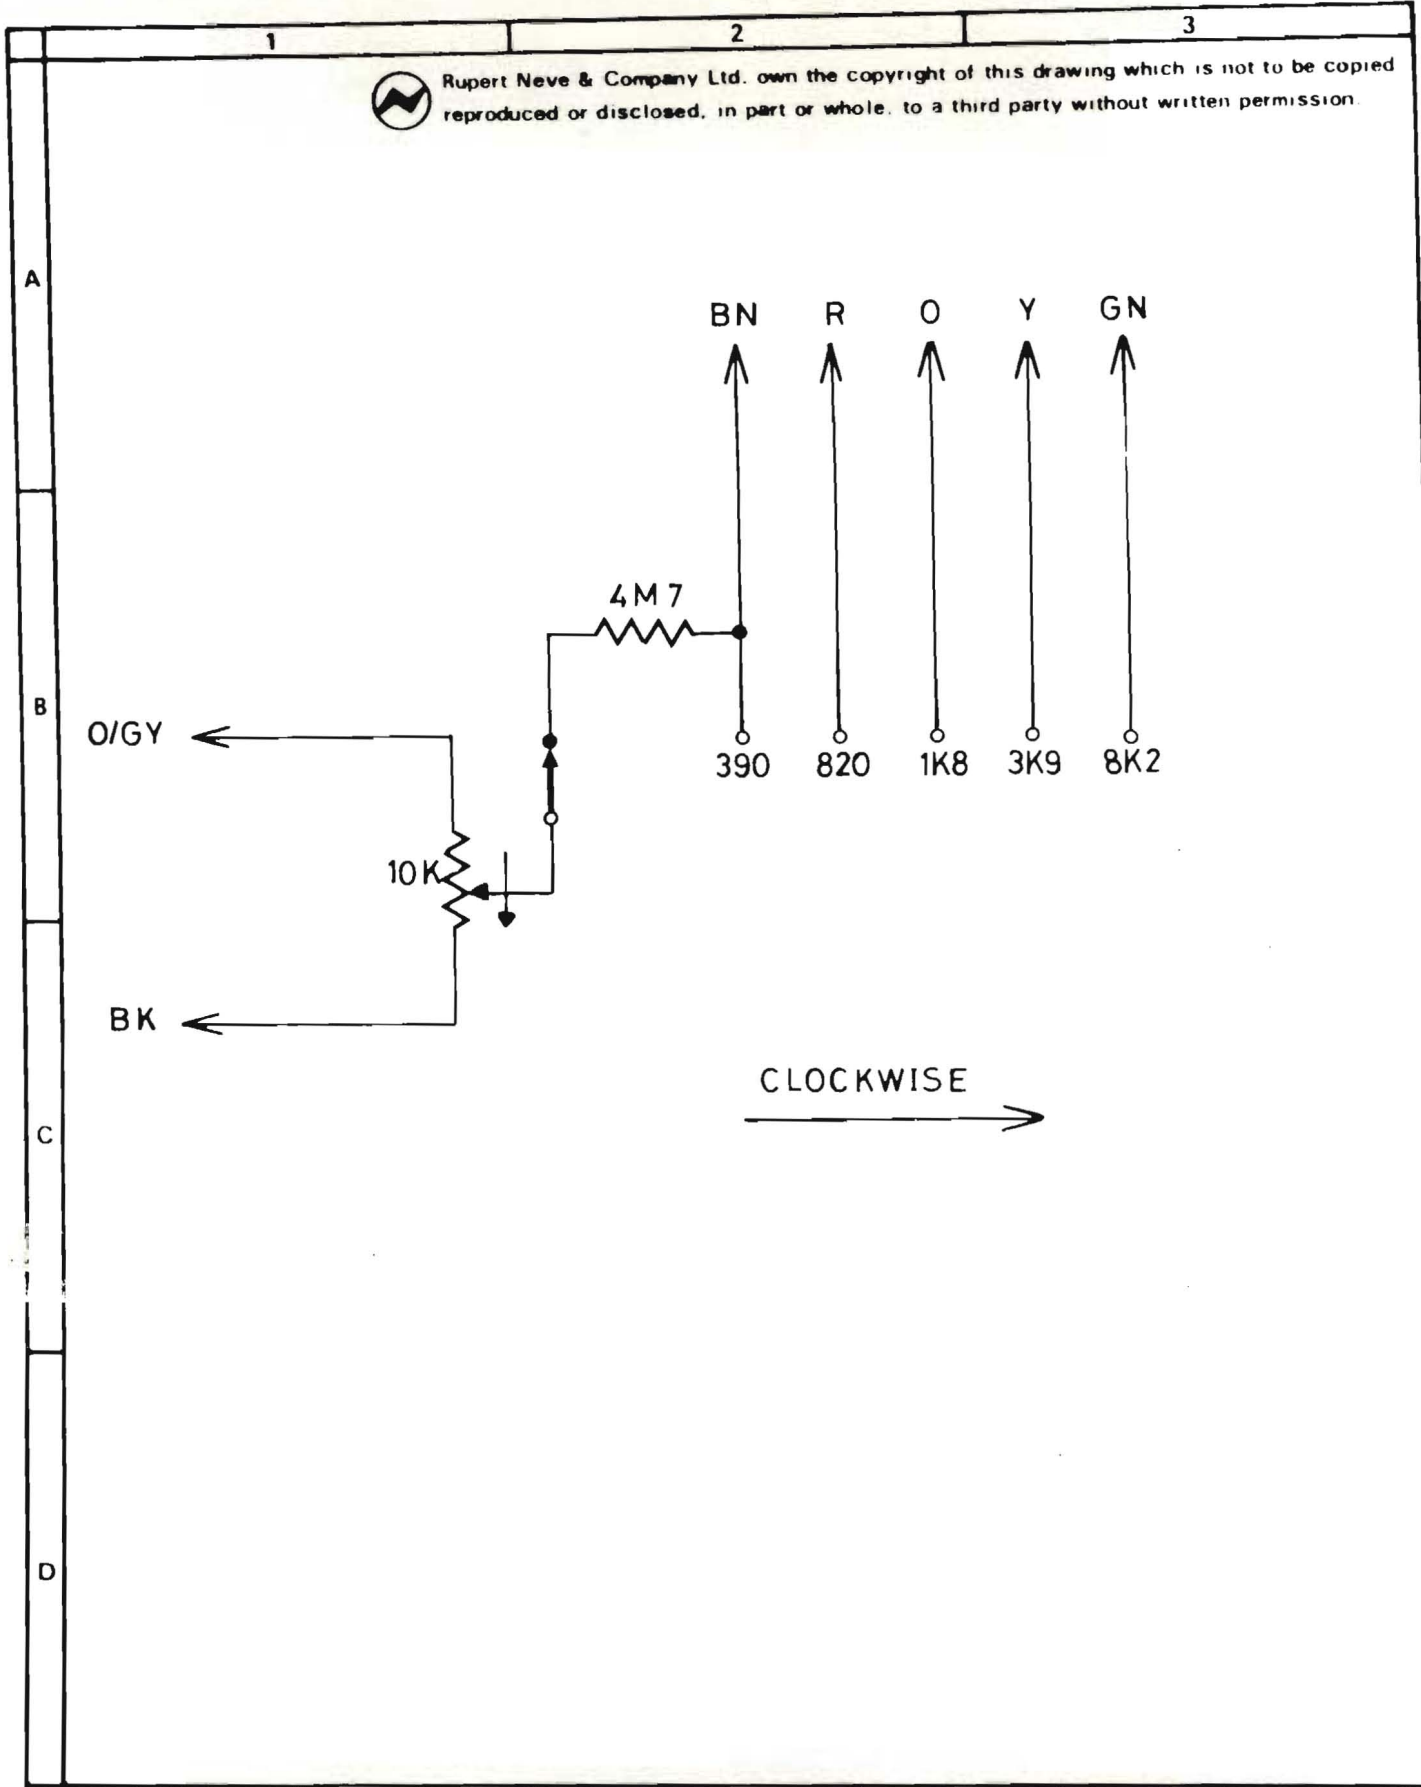 1 2 3
Rupert Neve & Company Ltd. own the copyright of this drawing which is not to be copied
reproduced or disclosed, in part or whole, to a third party without written permission.
A
BN R O Y GN
4M7
B
O/GY
390 820 1K8 3K9 8K2
10K
BK
CLOCKWISE
C
D